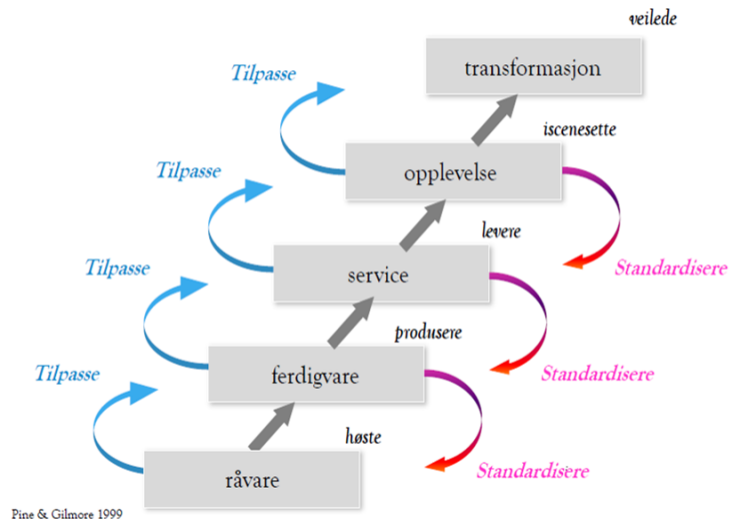 veilede
transformasjon
Tilpasse
iscenesette
opplevelse
Tilpasse
levere
Standardisere
service
Tilpasse
produsere
Standardisere
ferdigvare
Tilpasse
høste
Standardisere
råvare
Pine & Gilmore 1999